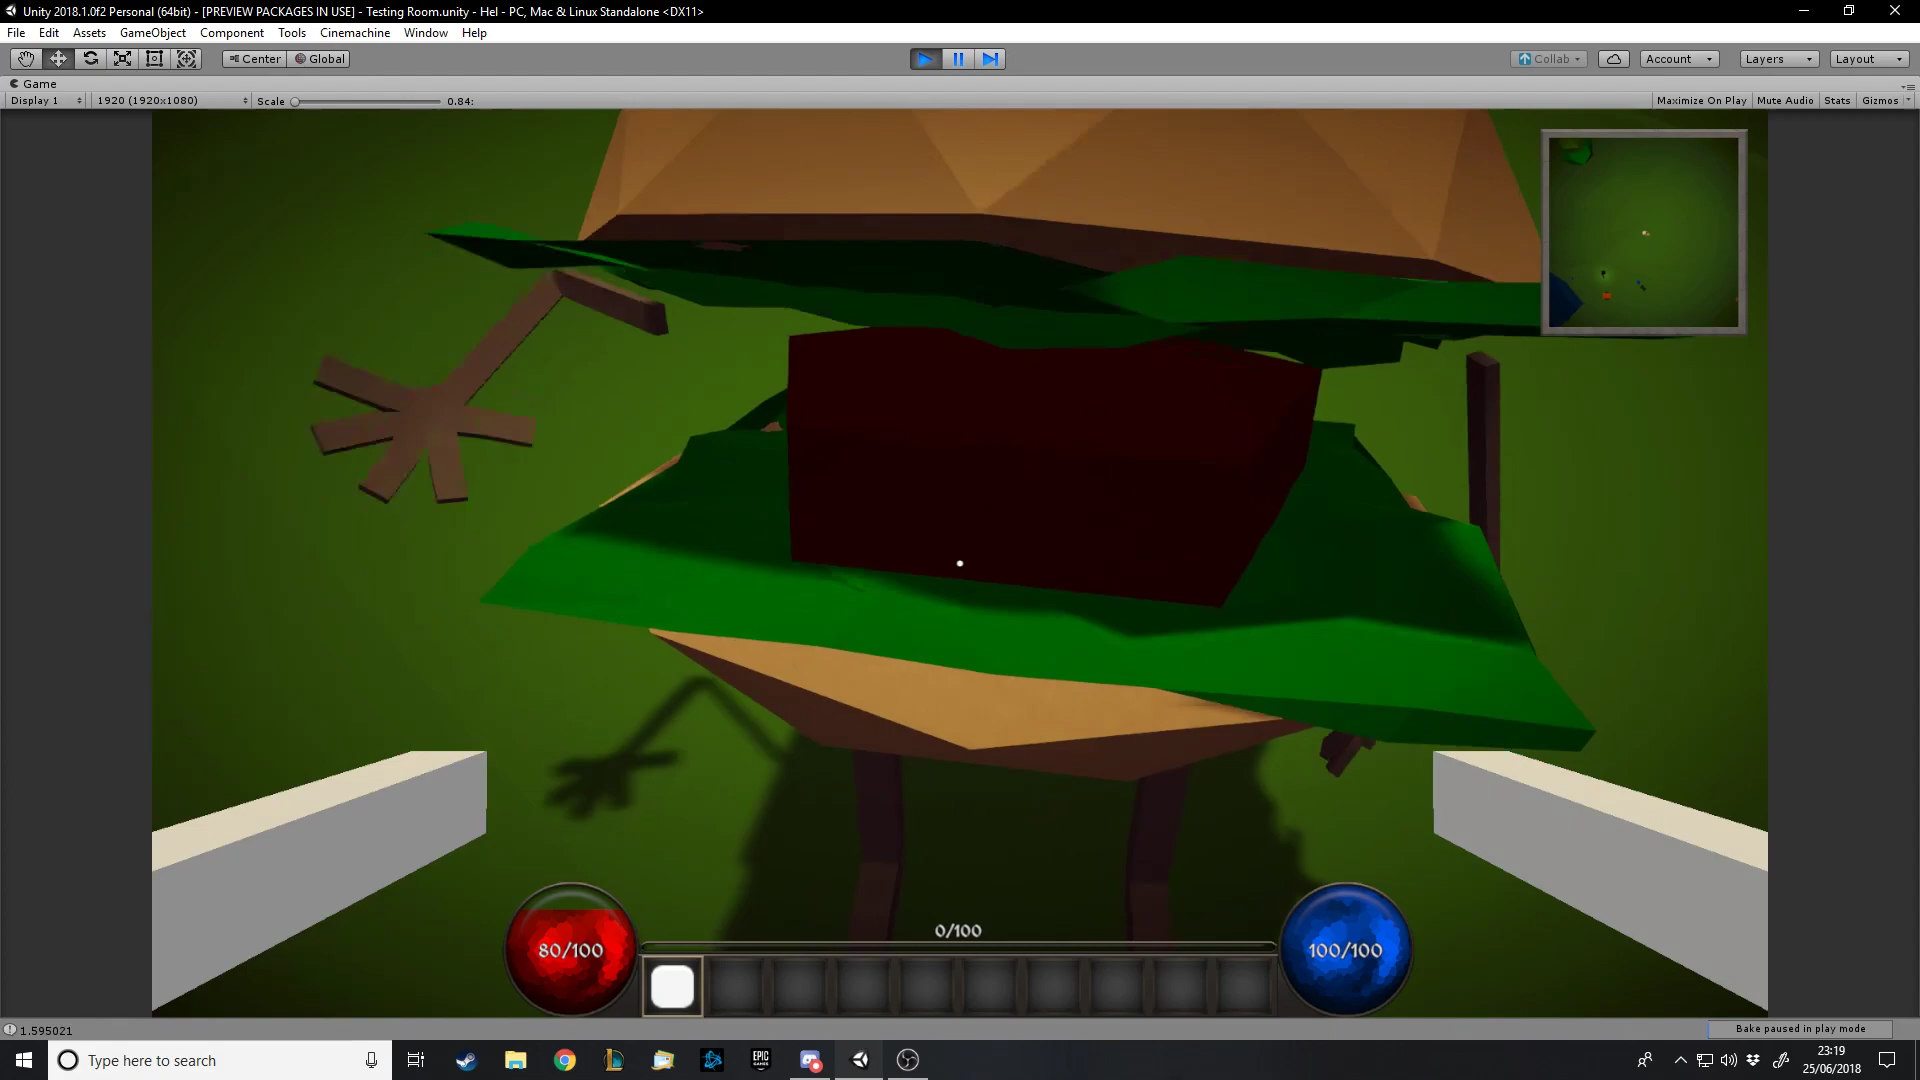 Unity 2018.1.0f2 Personal (64bit) - [PREVIEW PACKAGES IN USE] - Testing Room.unity - Hel - PC, Mac & Linux Standalone <DX11>
File Edit Assets GameObject Component Tools Cinemachine Window Help
Center Global Collab Account Layers Layout
Game
Display 1 1920 (1920x1080) Scale 0.84: Maximize On Play Mute Audio Stats Gizmos
0/100
80/100 100/100
1.595021 Bake paused in play mode
Type here to search EPIC GAMES 23:19
25/06/2018